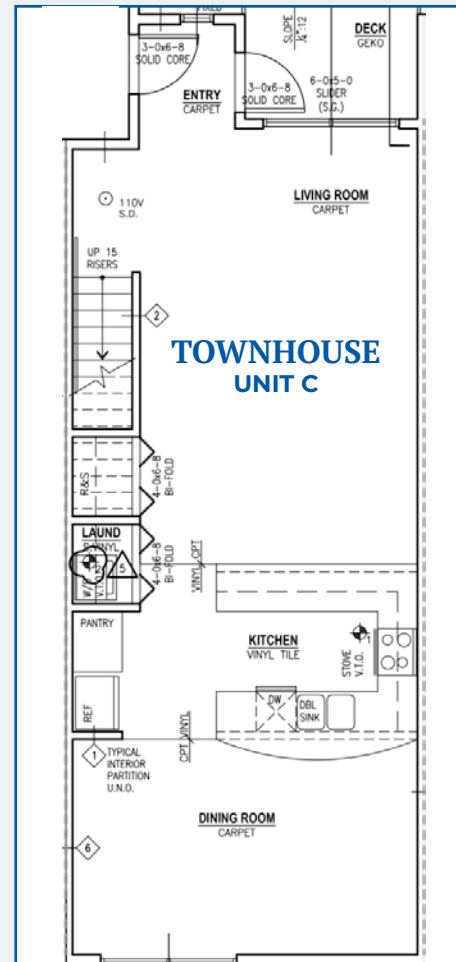 FIXED
3-0x6-8
SOLID CORE
ENTRY
CARPET
SLOPE
¼":12
DECK
GEKO
3-0x6-8
SOLID CORE
6-0x5-0
SLIDER
(S.G.)
LIVING ROOM
CARPET
110V
S.D.
UP 15
RISERS
2
TOWNHOUSE
UNIT C
R&S
4-0x6-8
BI-FOLD
LAUND
VINYL
W/D
V.T.O.
5
4-0x6-8
BI-FOLD
VINYL CPT
PANTRY
KITCHEN
VINYL TILE
STOVE
V.T.O.
1
REF
DW
DBL
SINK
CPT VINYL
1
TYPICAL
INTERIOR
PARTITION
U.N.O.
DINING ROOM
CARPET
6